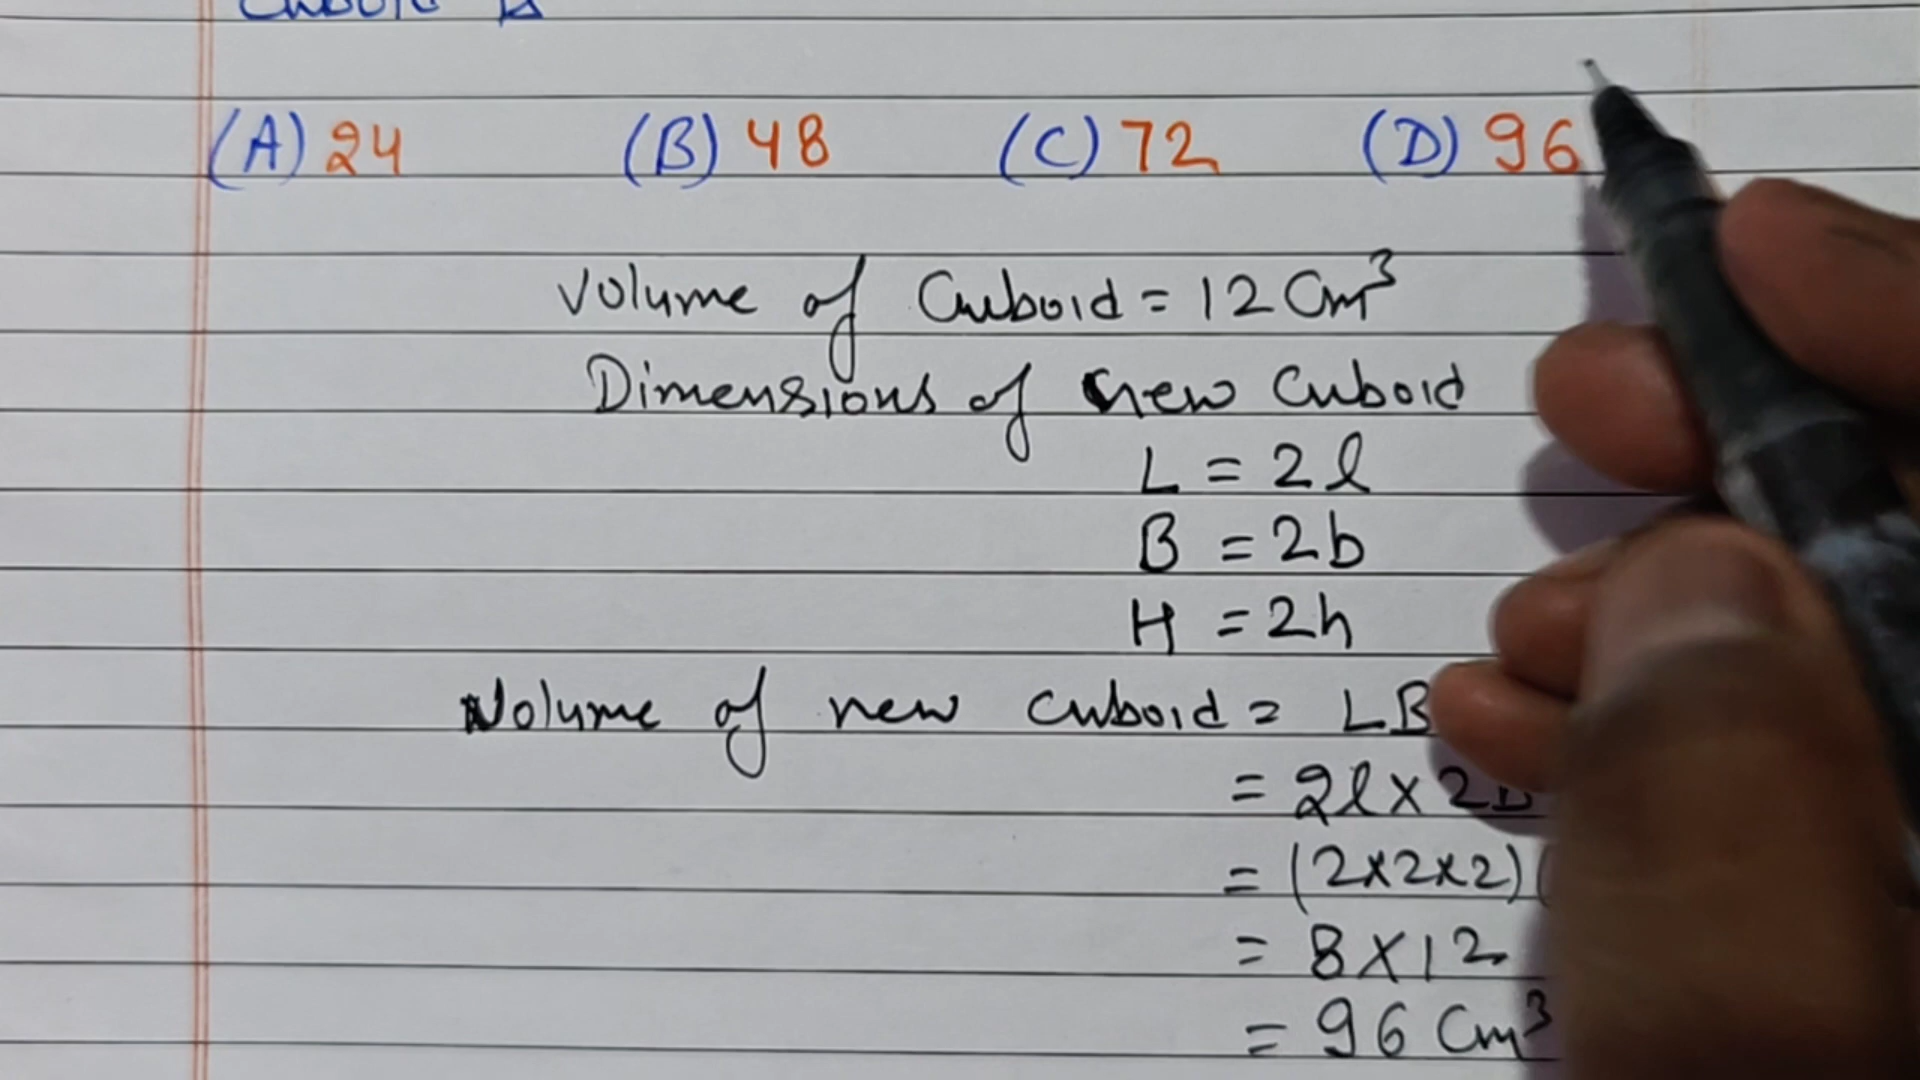 (A) 24 (B) 48 (C) 72 (D) 96
Volume of Cuboid = 12 Cm³
Dimensions of new Cuboid
L = 2l
B = 2b
H = 2h
Volume of new cuboid = LB
= 2l × 2b
= (2×2×2)(
= 8 × 12
= 96 Cm³